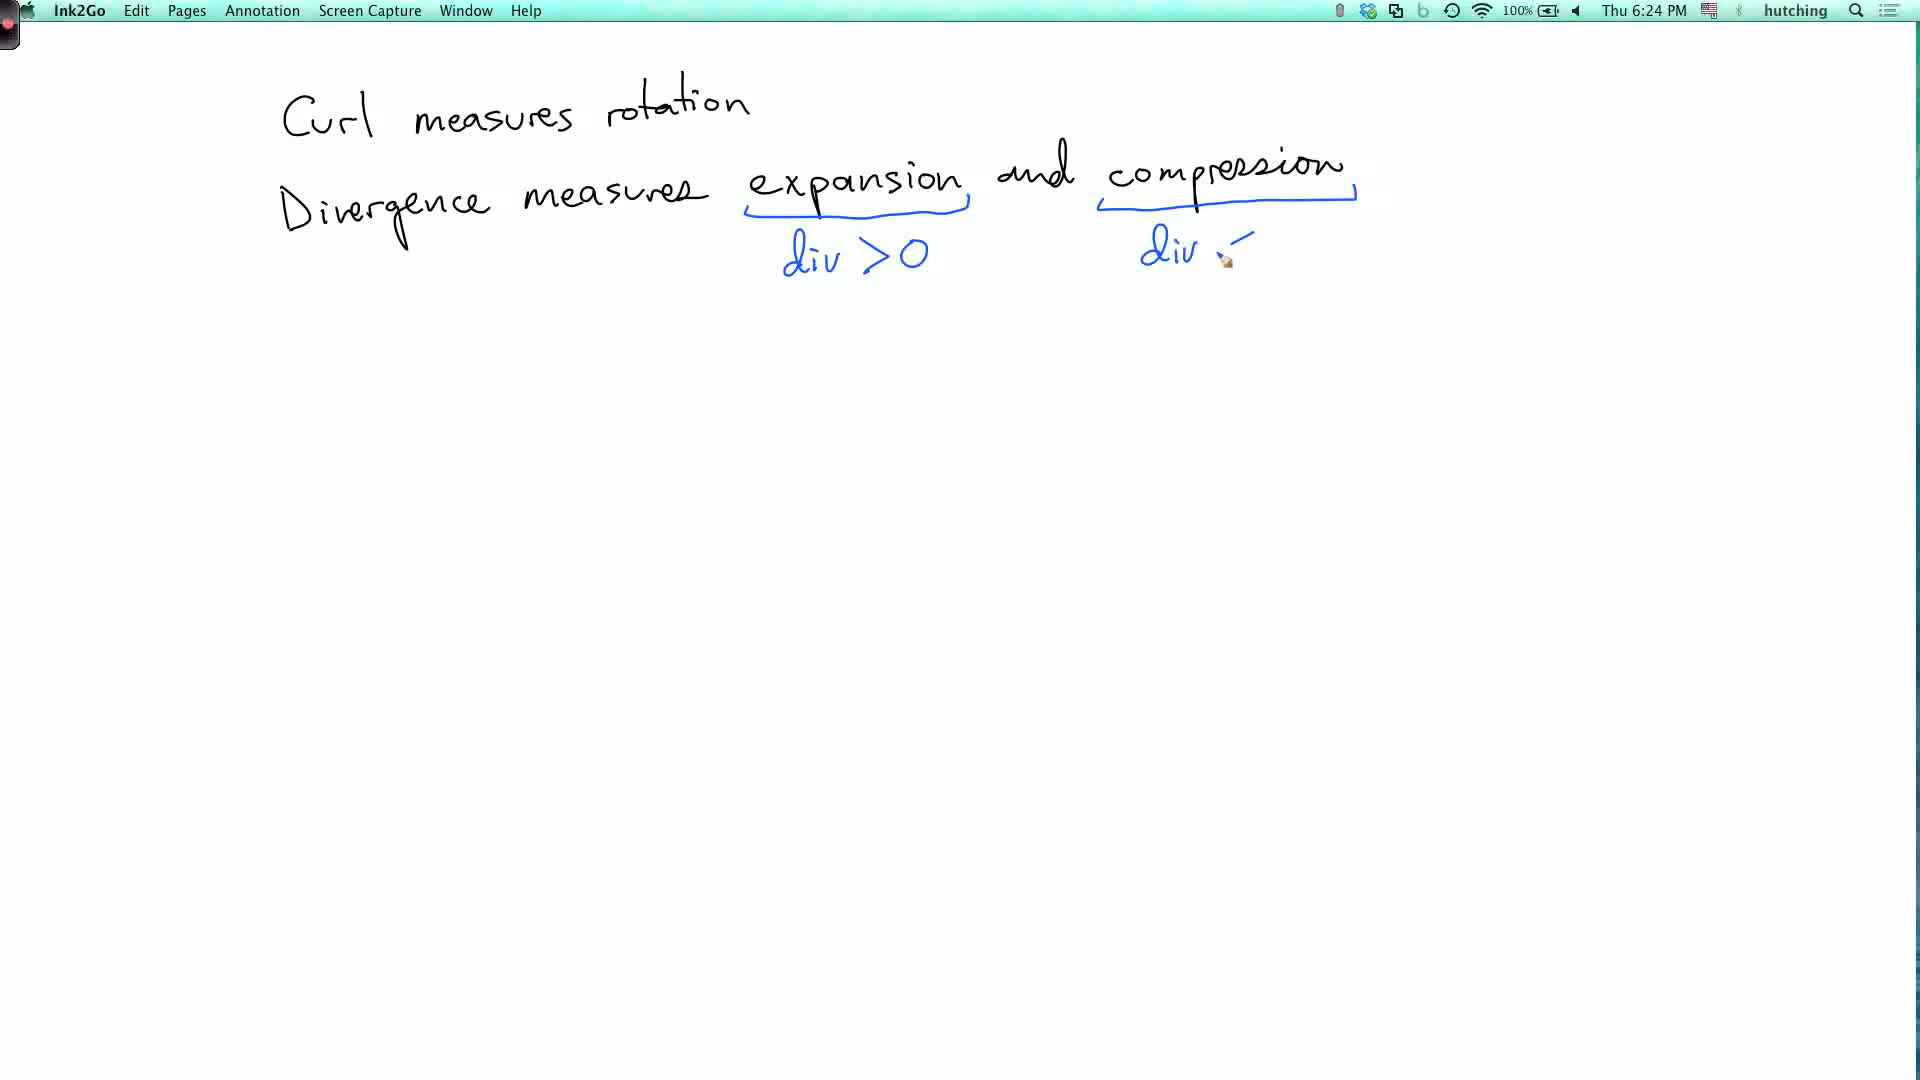 Ink2Go Edit Pages Annotation Screen Capture Window Help 100% Thu 6:24 PM hutching
Curl measures rotation
Divergence measures expansion and compression
div >0 div <